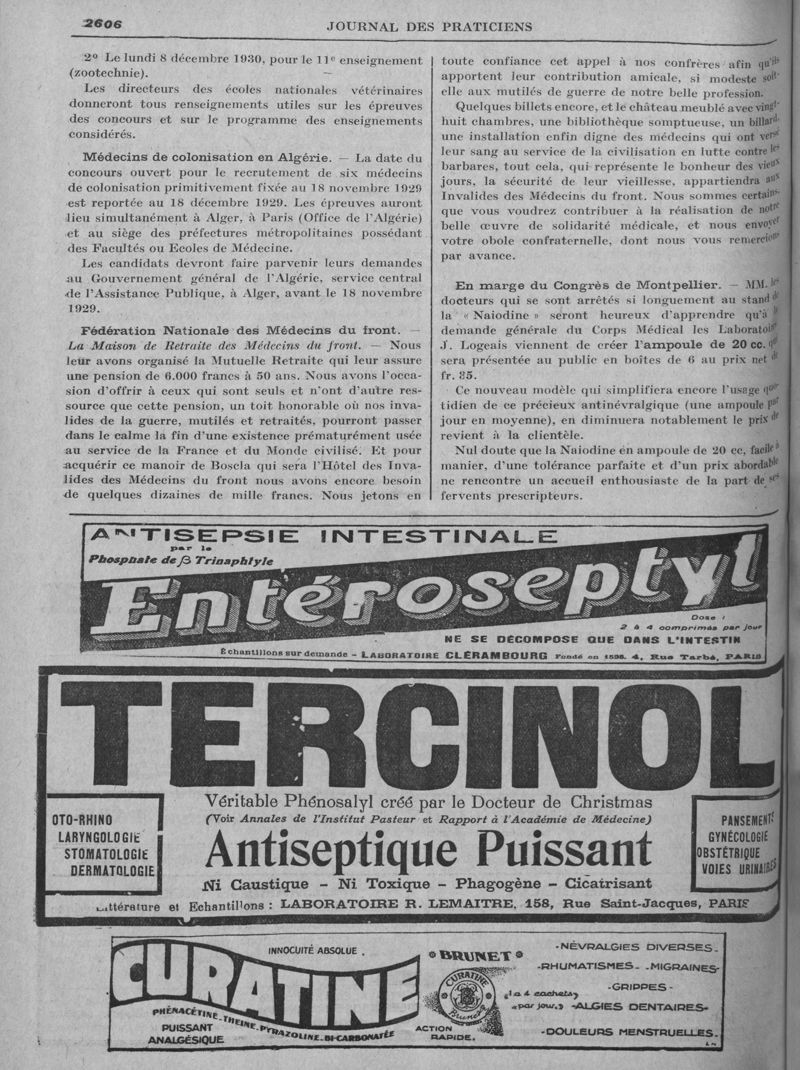 2606
JOURNAL DES PRATICIENS
2° Le lundi 8 décembre 1930, pour le 11e enseignement
(zootechnie).
Les directeurs des écoles nationales vétérinaires
donneront tous renseignements utiles sur les épreuves
des concours et sur le programme des enseignements
considérés.
Médecins de colonisation en Algérie. — La date du
concours ouvert pour le recrutement de six médecins
de colonisation primitivement fixée au 18 novembre 1929
est reportée au 18 décembre 1929. Les épreuves auront
lieu simultanément à Alger, à Paris (Office de l'Algérie)
et au siège des préfectures métropolitaines possédant
des Facultés ou Ecoles de Médecine.
Les candidats devront faire parvenir leurs demandes
au Gouvernement général de l'Algérie, service central
de l'Assistance Publique, à Alger, avant le 18 novembre
1929.
Fédération Nationale des Médecins du front. —
La Maison de Retraite des Médecins du front. — Nous
leur avons organisé la Mutuelle Retraite qui leur assure
une pension de 6.000 francs à 50 ans. Nous avons l'occa-
sion d'offrir à ceux qui sont seuls et n'ont d'autre res-
source que cette pension, un toit honorable où nos inva-
lides de la guerre, mutilés et retraités, pourront passer
dans le calme la fin d'une existence prématurément usée
au service de la France et du Monde civilisé. Et pour
acquérir ce manoir de Boscla qui sera l'Hôtel des Inva-
lides des Médecins du front nous avons encore besoin
de quelques dizaines de mille francs. Nous jetons en
toute confiance cet appel à nos confrères afin qu'ils
apportent leur contribution amicale, si modeste soit-
elle aux mutilés de guerre de notre belle profession.
Quelques billets encore, et le château meublé avec vingt-
huit chambres, une bibliothèque somptueuse, un billard,
une installation enfin digne des médecins qui ont versé
leur sang au service de la civilisation en lutte contre les
barbares, tout cela, qui représente le bonheur des vieux
jours, la sécurité de leur vieillesse, appartiendra aux
Invalides des Médecins du front. Nous sommes certains
que vous voudrez contribuer à la réalisation de notre
belle œuvre de solidarité médicale, et nous envoyer
votre obole confraternelle, dont nous vous remercions
par avance.
En marge du Congrès de Montpellier. — MM. les
docteurs qui se sont arrêtés si longuement au stand de
la « Naiodine » seront heureux d'apprendre qu'à la
demande générale du Corps Médical les Laboratoires
J. Logeais viennent de créer l'ampoule de 20 cc. qui
sera présentée au public en boîtes de 6 au prix net de
fr. 35.
Ce nouveau modèle qui simplifiera encore l'usage quo-
tidien de ce précieux antinévralgique (une ampoule par
jour en moyenne), en diminuera notablement le prix de
revient à la clientèle.
Nul doute que la Naiodine en ampoule de 20 cc, facile à
manier, d'une tolérance parfaite et d'un prix abordable
ne rencontre un accueil enthousiaste de la part de ses
fervents prescripteurs.
ANTISEPSIE INTESTINALE
par le
Phosphate de β Trinaphtyle
Entéroseptyl
Dose :
2 à 4 comprimés par jour
NE SE DÉCOMPOSE QUE DANS L'INTESTIN
Échantillons sur demande - LABORATOIRE CLÉRAMBOURG Fondé en 1898. 4, Rue Tarbé, PARIS
TERCINOL
Véritable Phénosalyl créé par le Docteur de Christmas
(Voir Annales de l'Institut Pasteur et Rapport à l'Académie de Médecine)
OTO-RHINO
LARYNGOLOGIE
STOMATOLOGIE
DERMATOLOGIE
Antiseptique Puissant
PANSEMENTS
GYNÉCOLOGIE
OBSTÉTRIQUE
VOIES URINAIRES
Ni Caustique - Ni Toxique - Phagogène - Cicatrisant
Littérature et Echantillons : LABORATOIRE R. LEMAITRE, 158, Rue Saint-Jacques, PARIS
INNOCUITÉ ABSOLUE.
CURATINE
PHÉNACÉTINE-THEINE-PYRAZOLINE-BI-CARBONATÉE
PUISSANT
ANALGÉSIQUE
BRUNET
CURATINE
Brunet
ACTION
RAPIDE.
(1 à 4 cachets)
(par jour.)
-NÉVRALGIES DIVERSES-
-RHUMATISMES- -MIGRAINES-
-GRIPPES-
-ALGIES DENTAIRES-
-DOULEURS MENSTRUELLES-